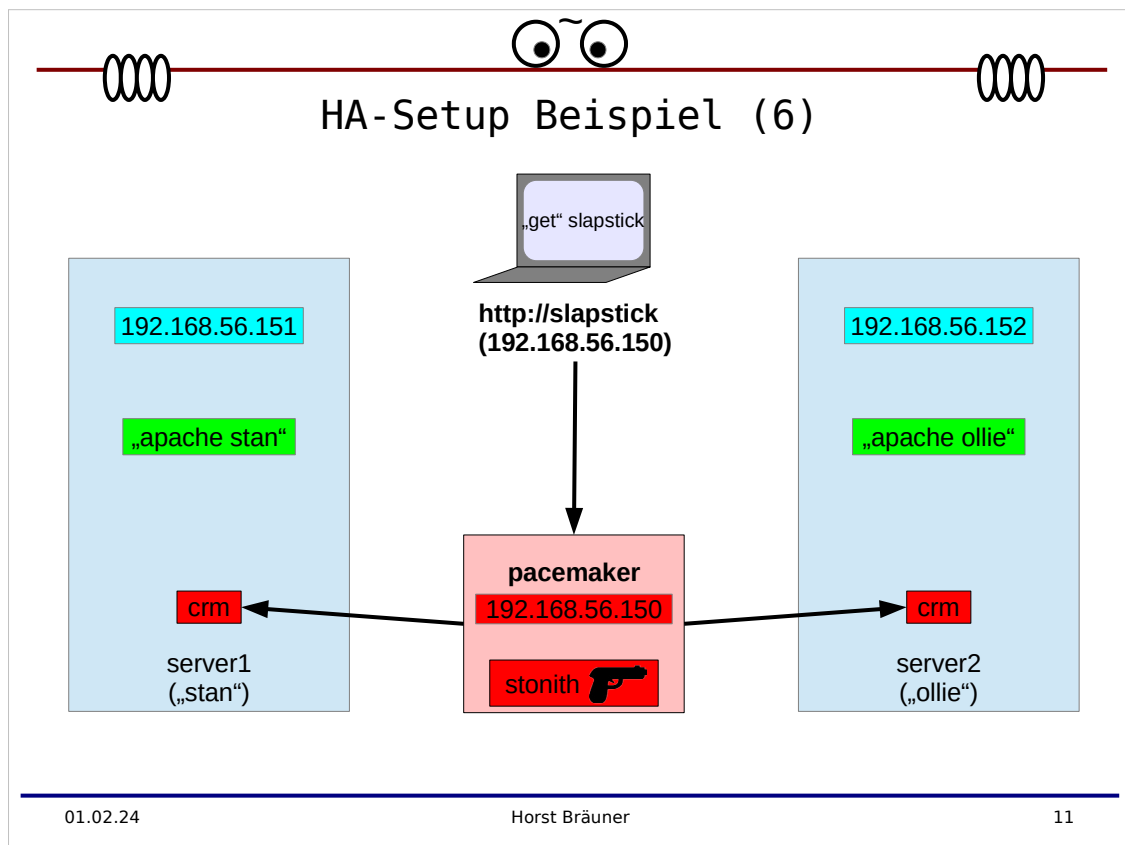 HA-Setup Beispiel (6)
„get“ slapstick
http://slapstick
(192.168.56.150)
192.168.56.151
„apache stan“
crm
server1
(„stan“)
pacemaker
192.168.56.150
stonith
192.168.56.152
„apache ollie“
crm
server2
(„ollie“)
01.02.24
Horst Bräuner
11